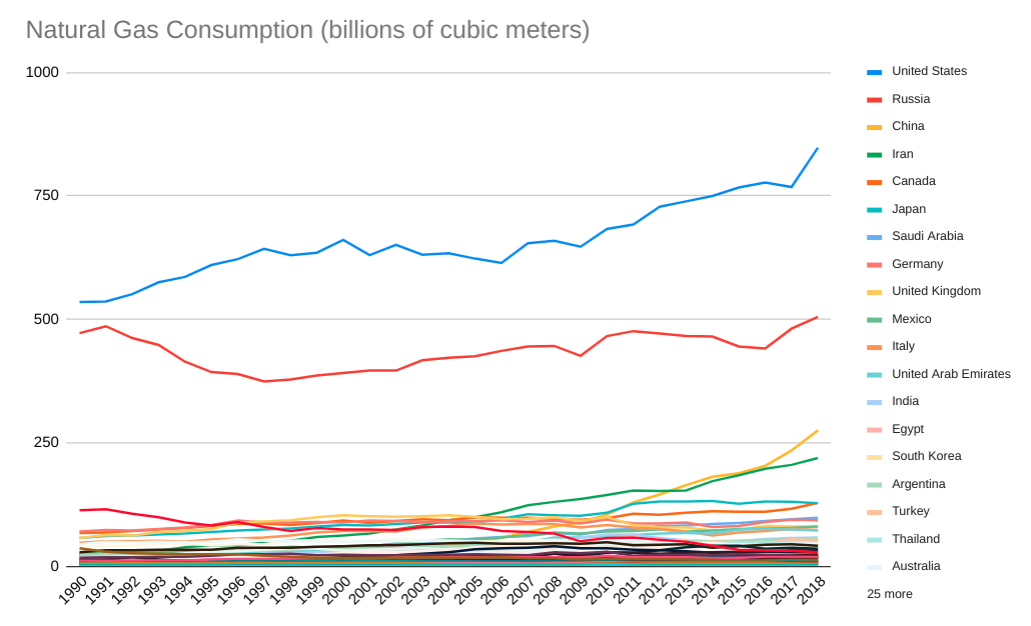 Natural Gas Consumption (billions of cubic meters)
1000
750
500
250
0
1990
1991
1992
1993
1994
1995
1996
1997
1998
1999
2000
2001
2002
2003
2004
2005
2006
2007
2008
2009
2010
2011
2012
2013
2014
2015
2016
2017
2018
United States
Russia
China
Iran
Canada
Japan
Saudi Arabia
Germany
United Kingdom
Mexico
Italy
United Arab Emirates
India
Egypt
South Korea
Argentina
Turkey
Thailand
Australia
25 more